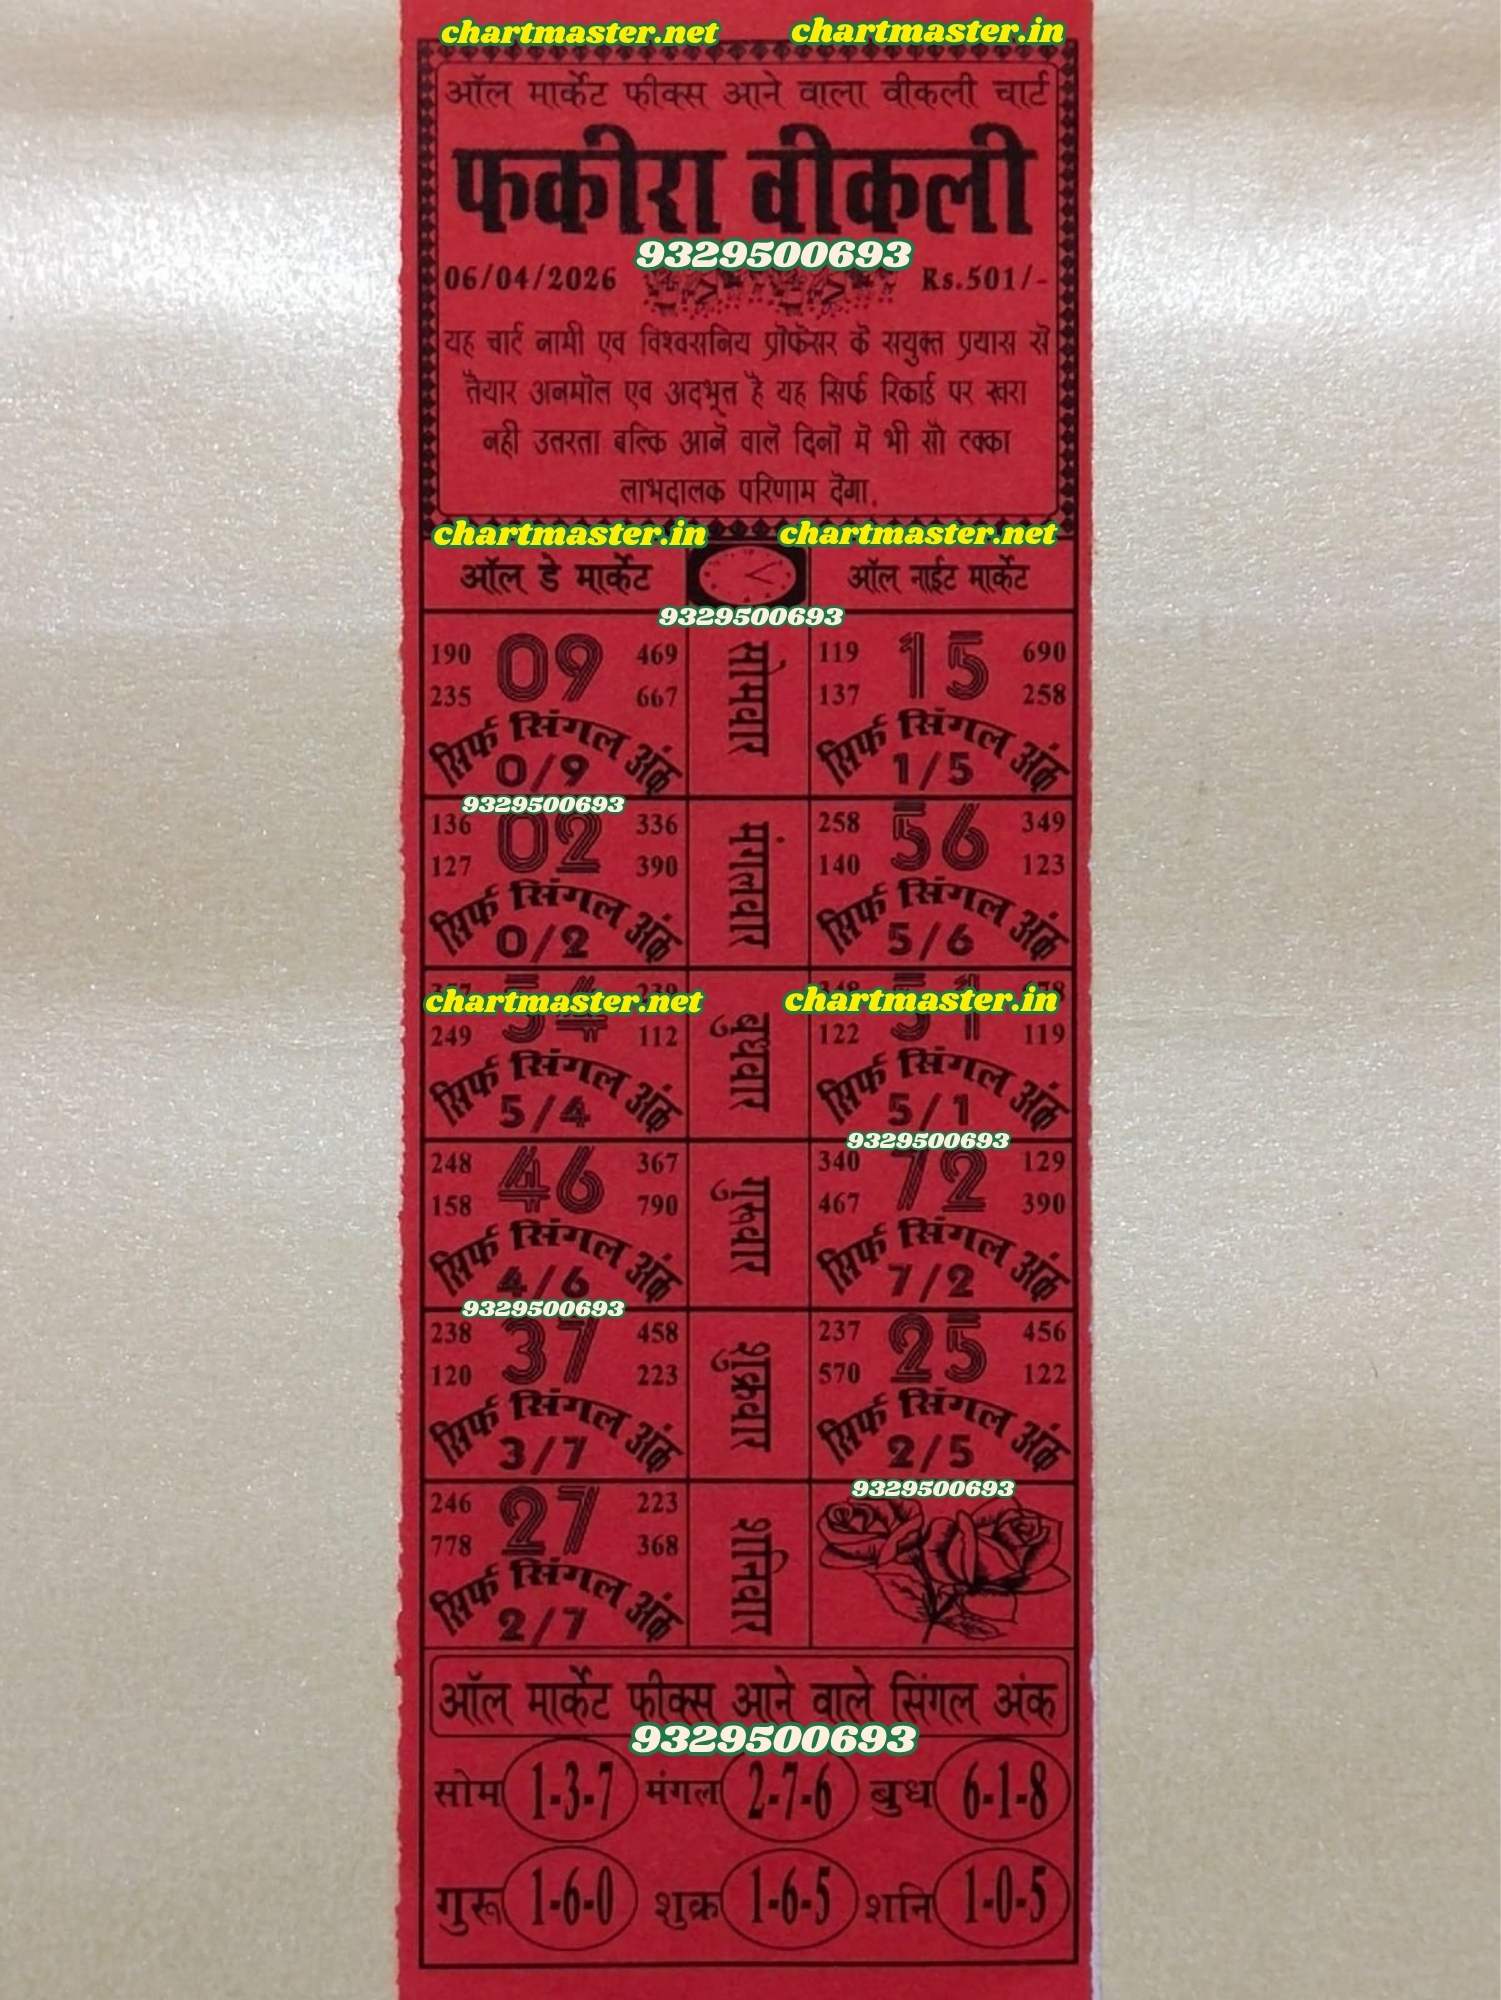 chartmaster.net chartmaster.in
ऑल मार्केट फीक्स आने वाला वीकली चार्ट
फकीरा वीकली
9329500693
06/04/2026 Rs.501/-
यह चार्ट नामी एव विश्वसनिय प्रोफेसर के सयुक्त प्रयास से
तैयार अनमोल एव अदभूत है यह सिर्फ रिकार्ड पर खरा
नही उतरता बल्कि आने वाले दिनो मे भी सो टक्का
लाभदालक परिणाम देगा.
chartmaster.in chartmaster.net
ऑल डे मार्केट ऑल नाईट मार्केट
9329500693
190 09 469 सोमवार 119 15 690
235 667 137 258
सिर्फ सिंगल अंक सिर्फ सिंगल अंक
0/9 1/5
9329500693
136 02 336 मंगलवार 258 56 349
127 390 140 123
सिर्फ सिंगल अंक सिर्फ सिंगल अंक
0/2 5/6
chartmaster.net chartmaster.in
54 बुधवार 51
249 112 122 119
सिर्फ सिंगल अंक सिर्फ सिंगल अंक
5/4 5/1
9329500693
248 46 367 गुरूवार 340 72 129
158 790 467 390
सिर्फ सिंगल अंक सिर्फ सिंगल अंक
4/6 7/2
9329500693
238 37 458 शुक्रवार 237 25 456
120 223 570 122
सिर्फ सिंगल अंक सिर्फ सिंगल अंक
3/7 2/5
9329500693
246 27 223 शनिवार
778 368
सिर्फ सिंगल अंक
2/7
ऑल मार्केट फीक्स आने वाले सिंगल अंक
9329500693
सोम 1-3-7 मंगल 2-7-6 बुध 6-1-8
गुरू 1-6-0 शुक्र 1-6-5 शनि 1-0-5